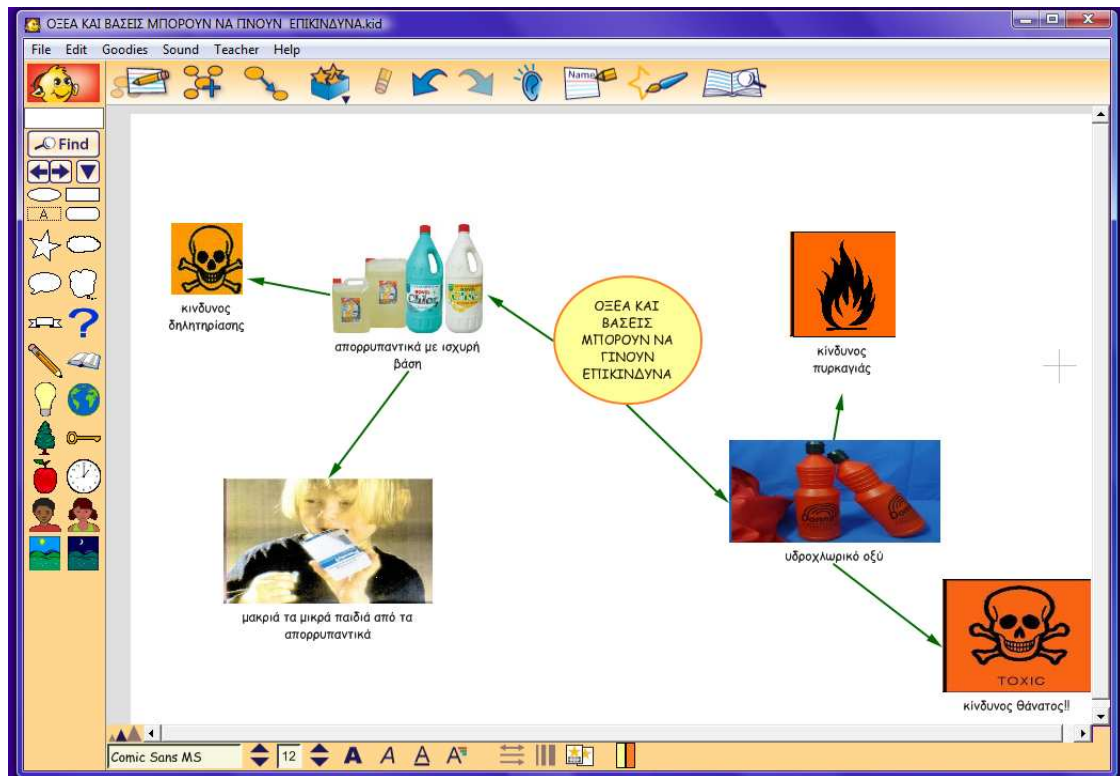 ΟΞΕΑ ΚΑΙ ΒΑΣΕΙΣ ΜΠΟΡΟΥΝ ΝΑ ΓΙΝΟΥΝ ΕΠΙΚΙΝΔΥΝΑ.kid
File Edit Goodies Sound Teacher Help
Name
Find
A
κινδυνος
δηλητηρίασης
απορρυπαντικά με ισχυρή
βάση
ΟΞΕΑ ΚΑΙ
ΒΑΣΕΙΣ
ΜΠΟΡΟΥΝ ΝΑ
ΓΙΝΟΥΝ
ΕΠΙΚΙΝΔΥΝΑ
κίνδυνος
πυρκαγιάς
υδροχλωρικό οξύ
μακριά τα μικρά παιδιά από τα
απορρυπαντικά
TOXIC
κίνδυνος θάνατος!!
Comic Sans MS 12 A A A A